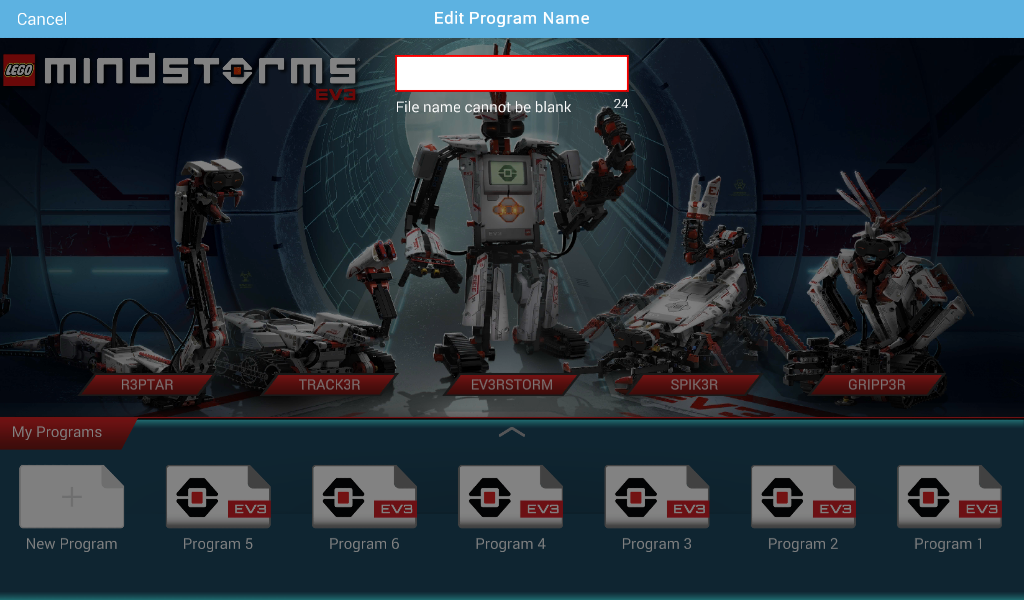 Cancel
Edit Program Name
LEGO mindstorms
EV3
File name cannot be blank
24
R3PTAR
TRACK3R
EV3RSTORM
SPIK3R
GRIPP3R
EV3
My Programs
EV3
EV3
EV3
EV3
EV3
EV3
New Program
Program 5
Program 6
Program 4
Program 3
Program 2
Program 1